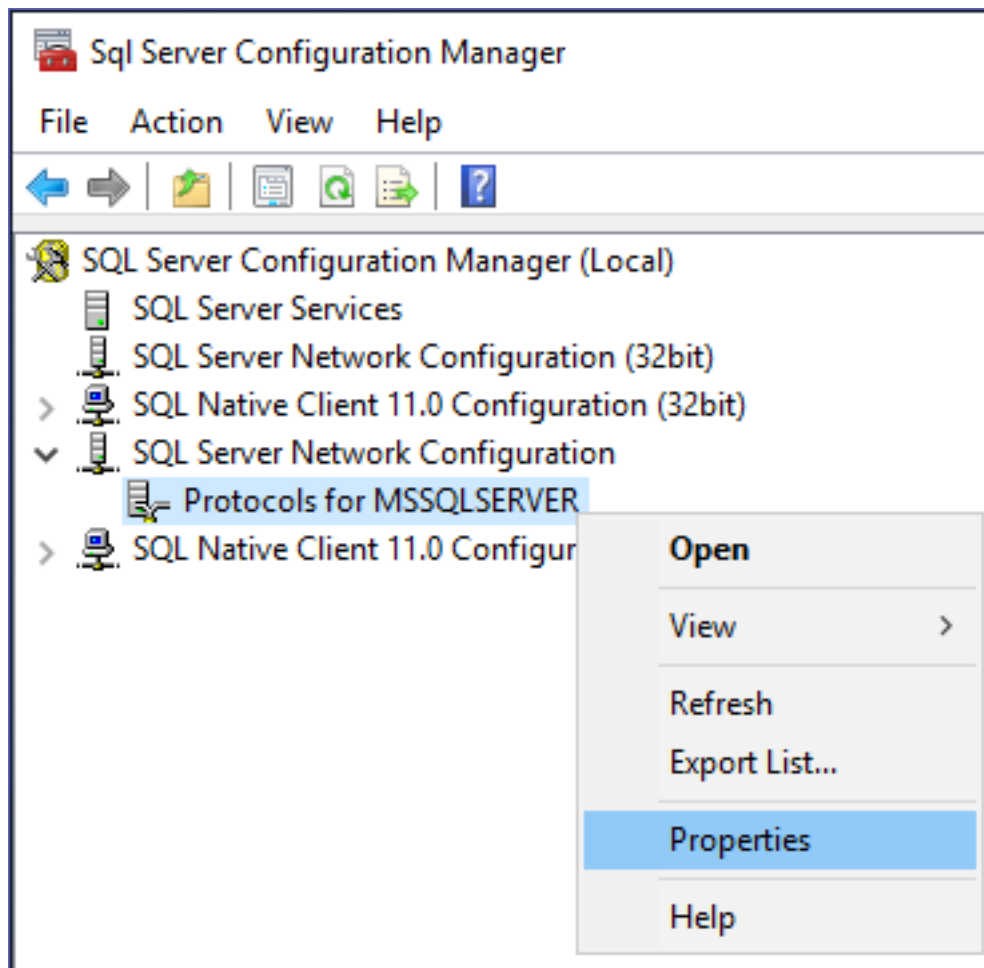 Sql Server Configuration Manager
File Action View Help
SQL Server Configuration Manager (Local)
SQL Server Services
SQL Server Network Configuration (32bit)
SQL Native Client 11.0 Configuration (32bit)
SQL Server Network Configuration
Protocols for MSSQLSERVER
SQL Native Client 11.0 Configur
Open
View
Refresh
Export List...
Properties
Help